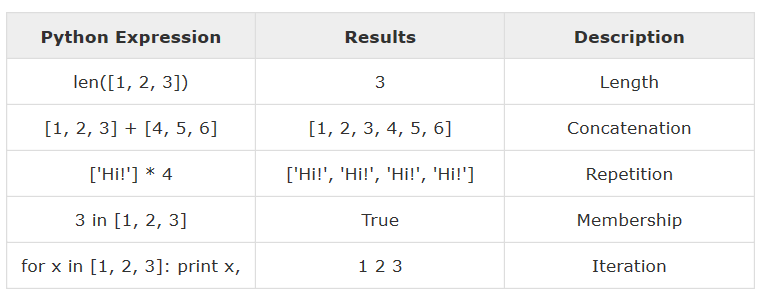 Python Expression Results Description
len([1, 2, 3]) 3 Length
[1, 2, 3] + [4, 5, 6] [1, 2, 3, 4, 5, 6] Concatenation
['Hi!'] * 4 ['Hi!', 'Hi!', 'Hi!', 'Hi!'] Repetition
3 in [1, 2, 3] True Membership
for x in [1, 2, 3]: print x, 1 2 3 Iteration